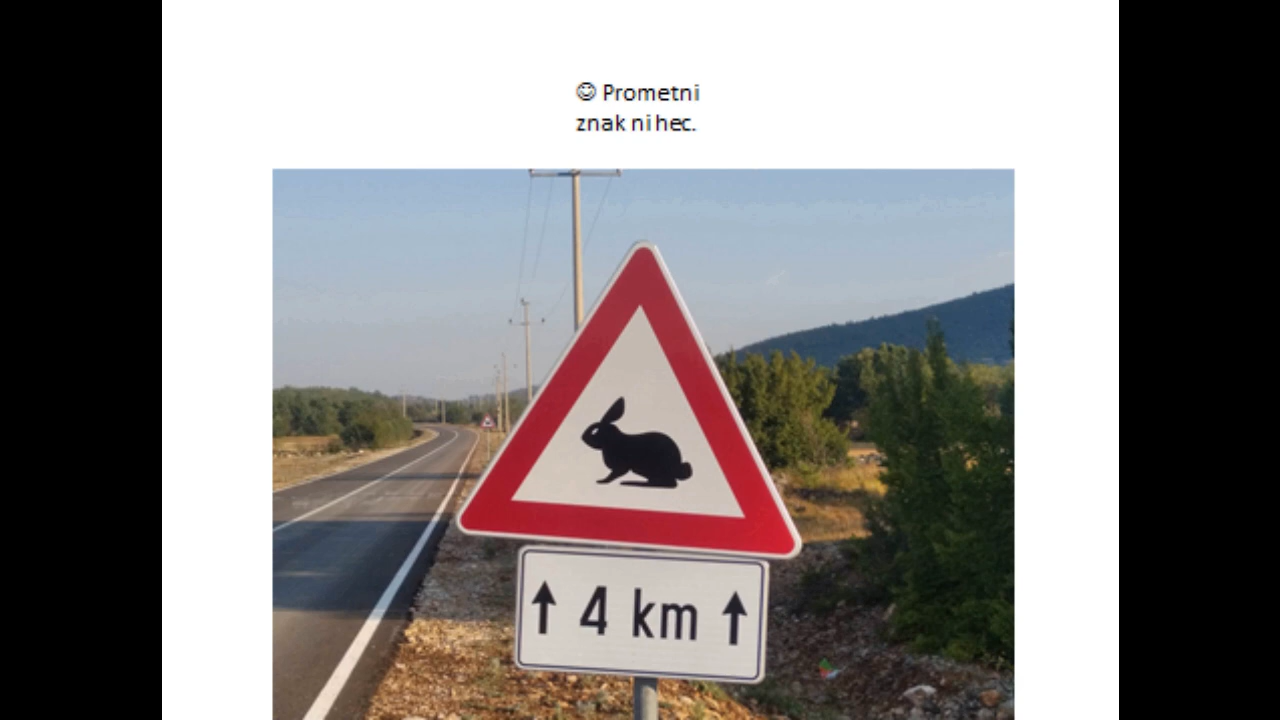 ☺ Prometni
znak ni hec.
4 km